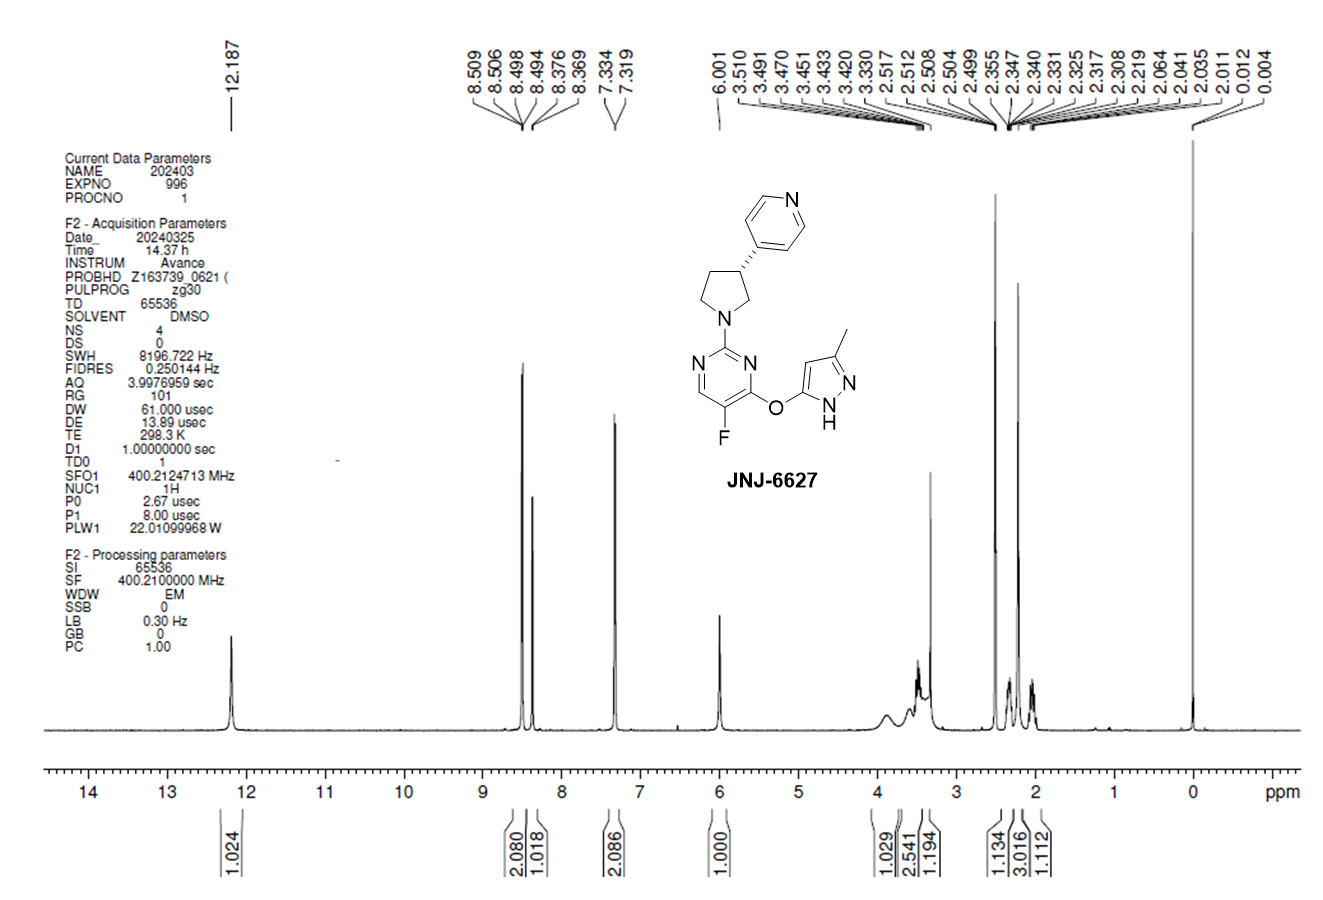 12.187
8.509
8.506
8.498
8.494
8.376
8.369
7.334
7.319
6.001
3.510
3.491
3.470
3.451
3.433
3.420
3.330
2.517
2.512
2.508
2.504
2.499
2.355
2.347
2.340
2.331
2.325
2.317
2.308
2.219
2.064
2.041
2.035
2.011
0.012
0.004
Current Data Parameters
NAME 202403
EXPNO 996
PROCNO 1
F2 - Acquisition Parameters
Date_ 20240325
Time 14.37 h
INSTRUM Avance
PROBHD Z163739_0621 (
PULPROG zg30
TD 65536
SOLVENT DMSO
NS 4
DS 0
SWH 8196.722 Hz
FIDRES 0.250144 Hz
AQ 3.9976959 sec
RG 101
DW 61.000 usec
DE 13.89 usec
TE 298.3 K
D1 1.00000000 sec
TD0 1
SFO1 400.2124713 MHz
NUC1 1H
P0 2.67 usec
P1 8.00 usec
PLW1 22.01099968 W
F2 - Processing parameters
SI 65536
SF 400.2100000 MHz
WDW EM
SSB 0
LB 0.30 Hz
GB 0
PC 1.00
N
N
N N
N
O N
H
F
JNJ-6627
14 13 12 11 10 9 8 7 6 5 4 3 2 1 0 ppm
1.024
2.080
1.018
2.086
1.000
1.029
2.541
1.194
1.134
3.016
1.112